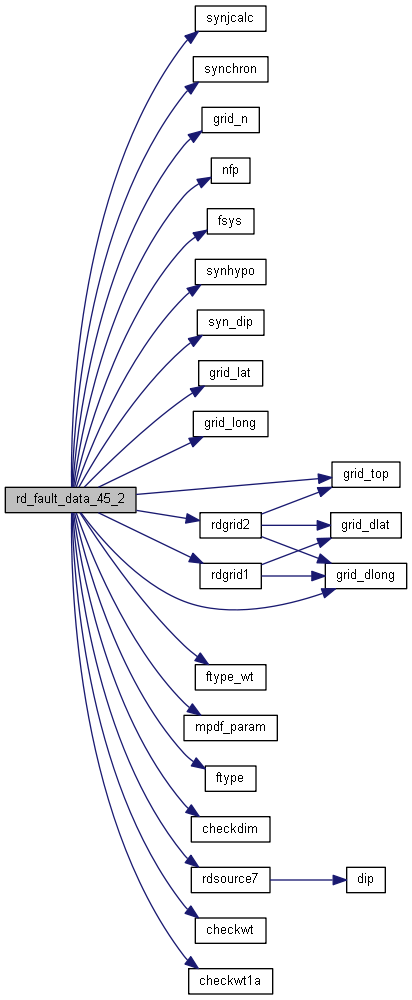 synjcalc
synchron
grid_n
nfp
fsys
synhypo
syn_dip
grid_lat
grid_long
grid_top
rd_fault_data_45_2
rdgrid2
grid_dlat
rdgrid1
grid_dlong
ftype_wt
mpdf_param
ftype
checkdim
rdsource7
dip
checkwt
checkwt1a